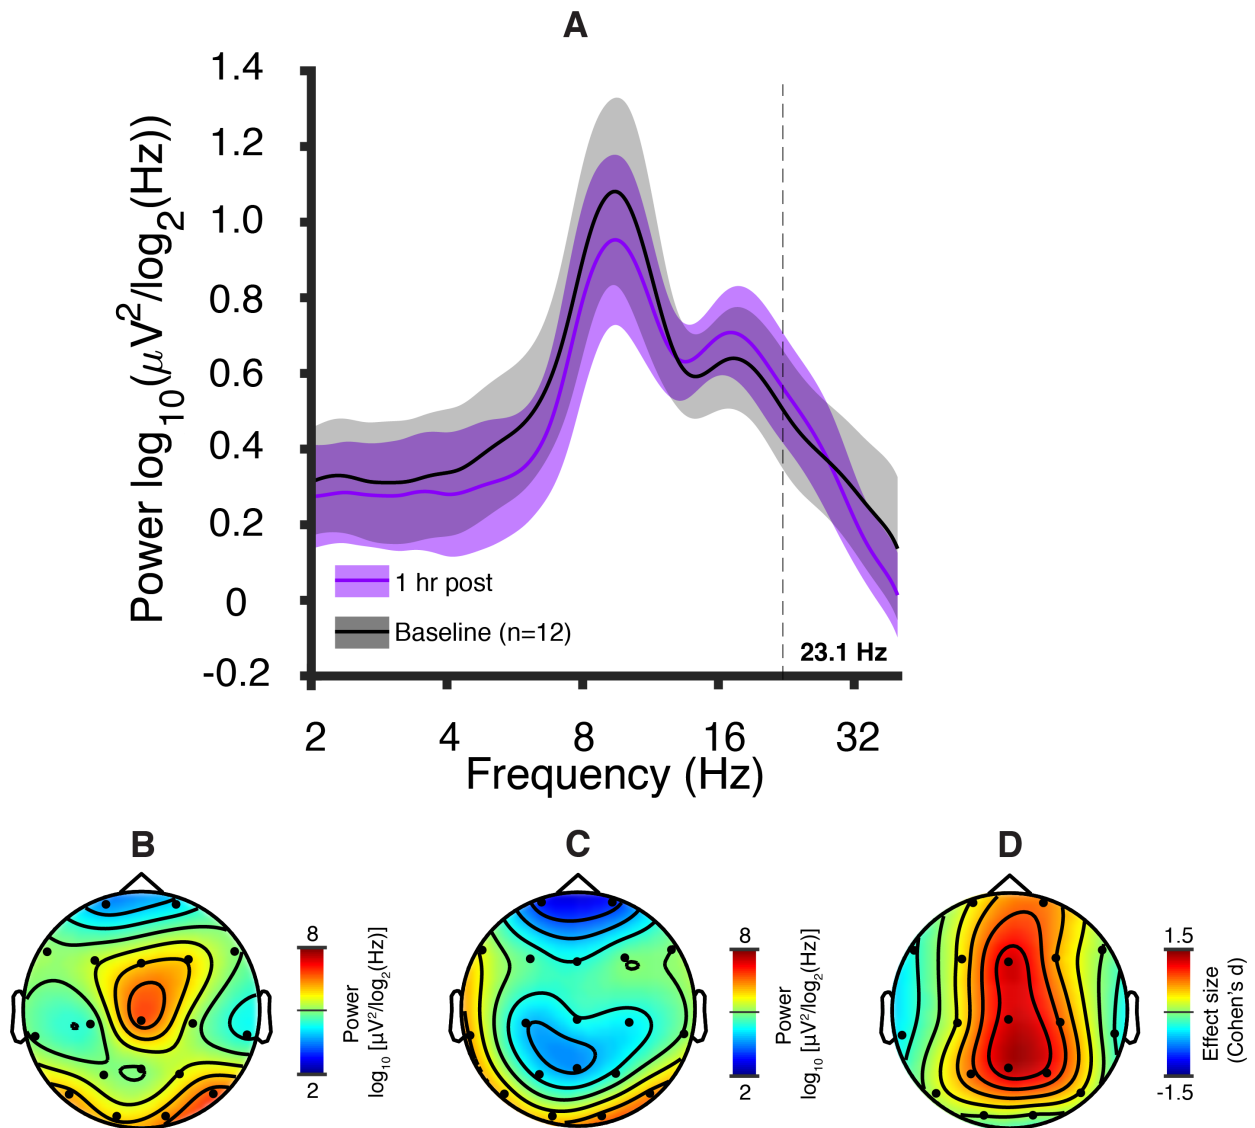 A
Power log10(μV2/log2(Hz))
1.4
1.2
1.0
0.8
0.6
0.4
0.2
0
-0.2
1 hr post
Baseline (n=12)
23.1 Hz
2 4 8 16 32
Frequency (Hz)
B
8
2
Power
log10 [μV2/log2(Hz)]
C
8
2
Power
log10 [μV2/log2(Hz)]
D
1.5
-1.5
Effect size
(Cohen's d)